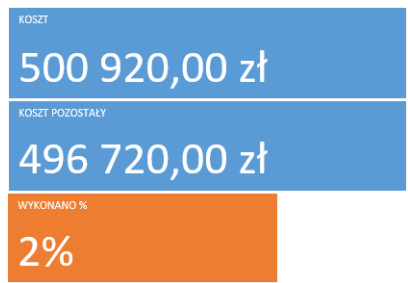 KOSZT
500 920,00 zł
KOSZT POZOSTAŁY
496 720,00 zł
WYKONANO %
2%